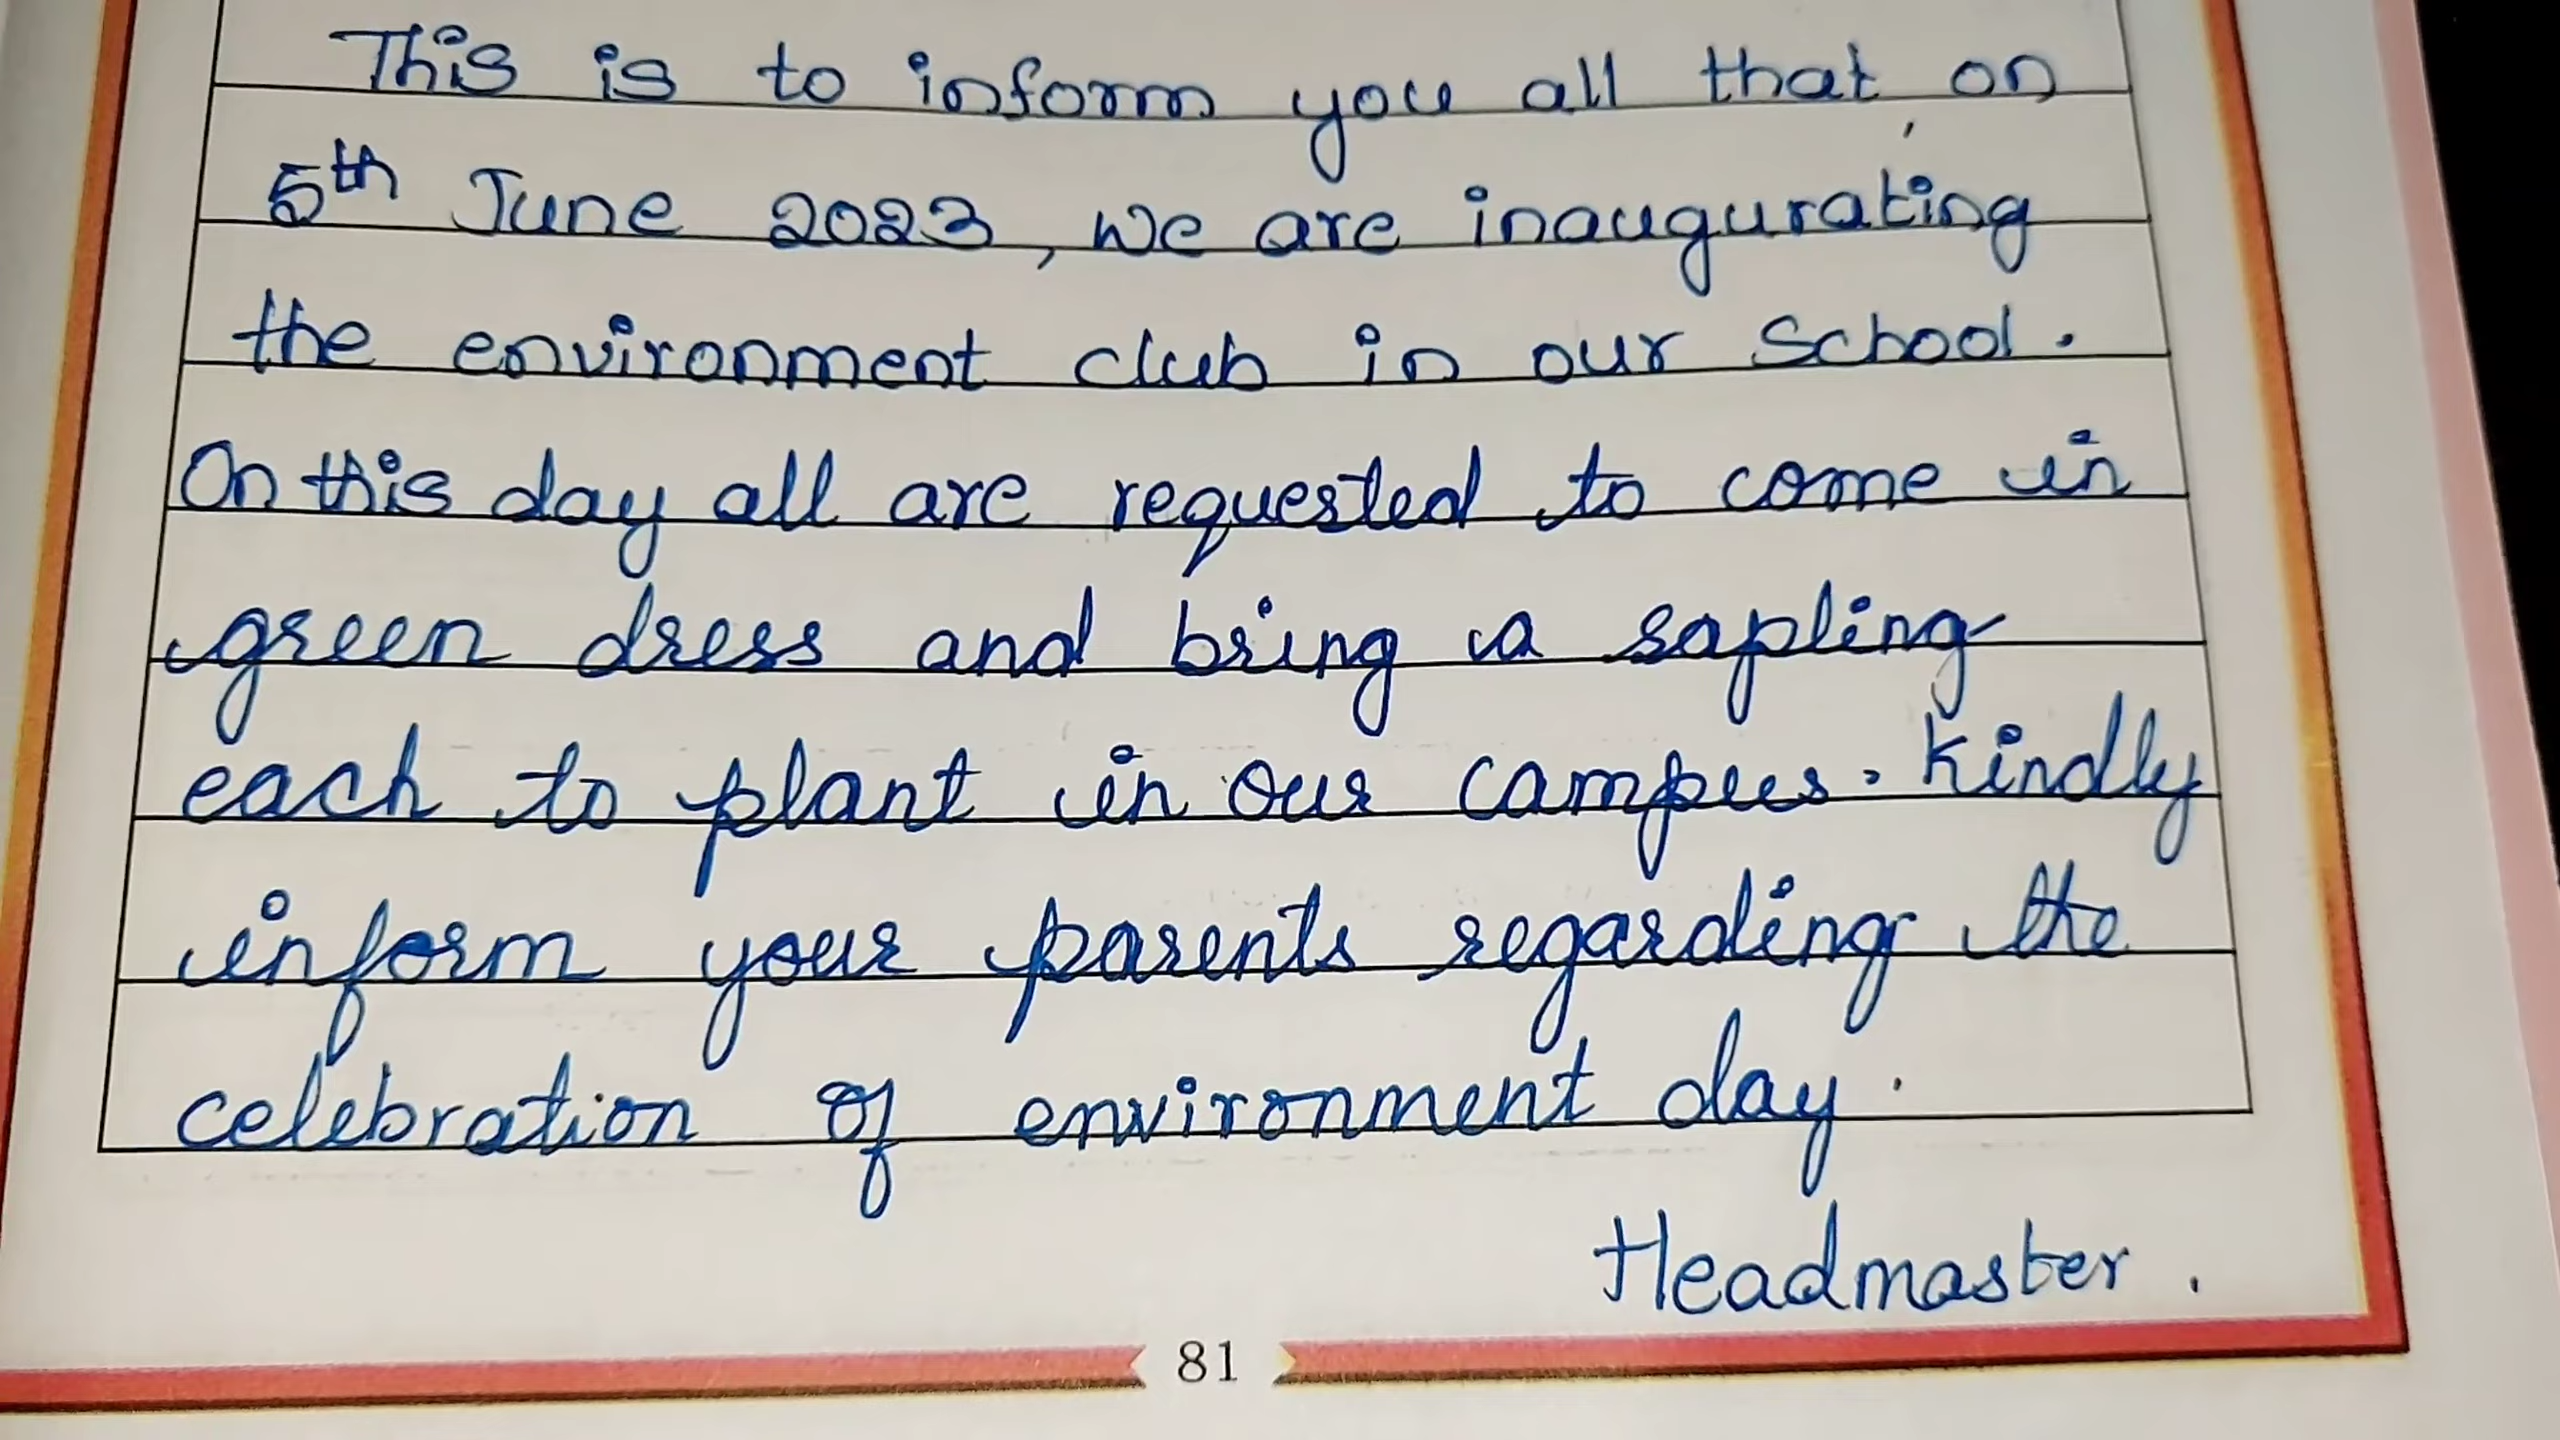 This is to inform you all that on
5th June 2023, we are inaugurating
the environment club in our School.
On this day all are requested to come in
green dress and bring a sapling
each to plant in our campus. Kindly
inform your parents regarding the
celebration of environment day.
Headmaster.
81